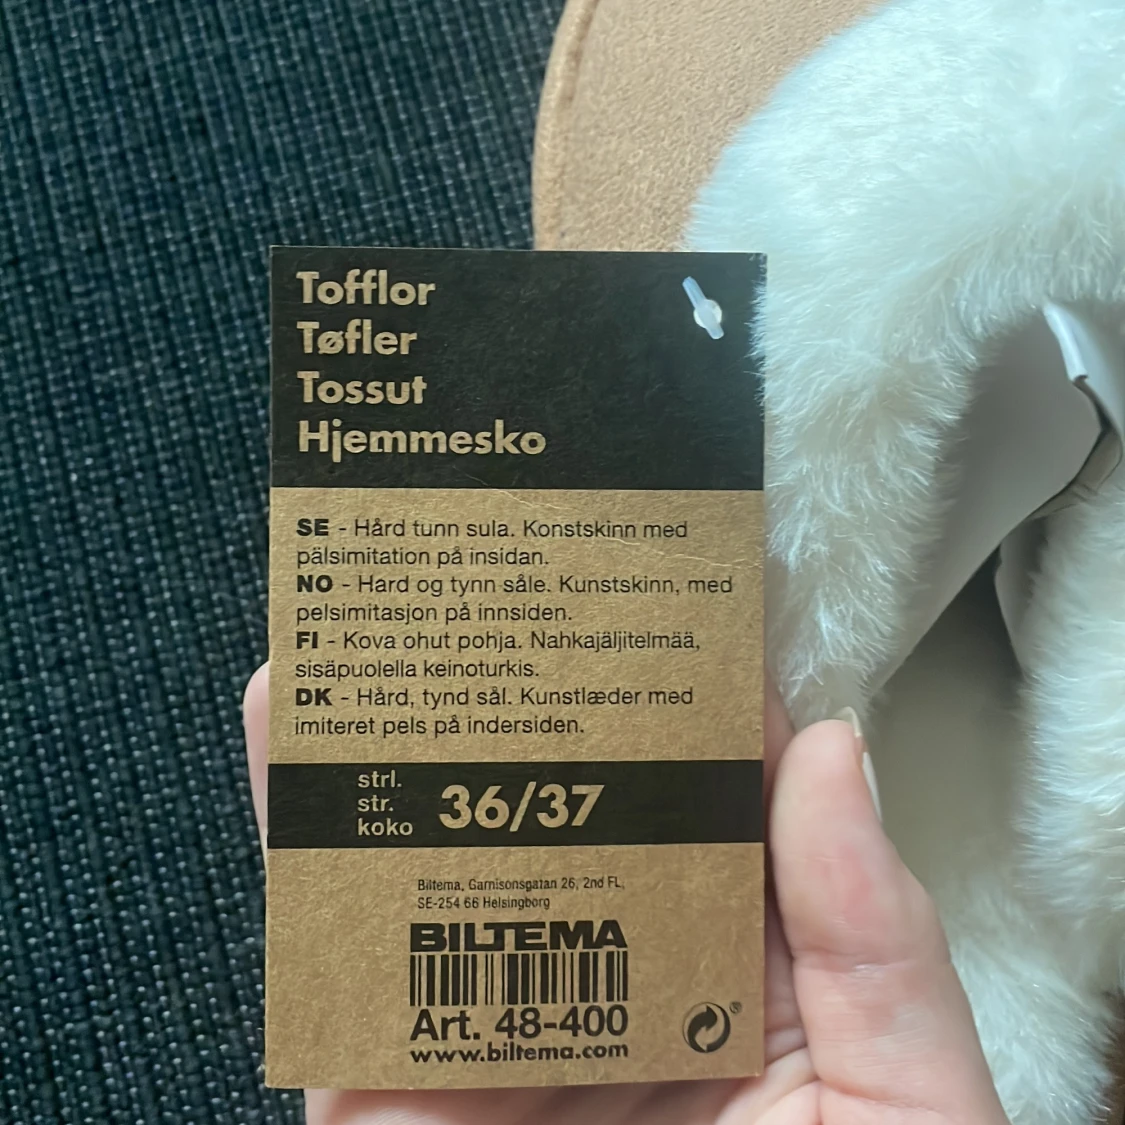 Tofflor
Tøfler
Tossut
Hjemmesko
SE - Hård tunn sula. Konstskinn med
pälsimitation på insidan.
NO - Hard og tynn såle. Kunstskinn, med
pelsimitasjon på innsiden.
FI - Kova ohut pohja. Nahkajäljitelmää,
sisäpuolella keinoturkis.
DK - Hård, tynd sål. Kunstlæder med
imiteret pels på indersiden.
strl.
str.
koko
36/37
Biltema, Garnisonsgatan 26, 2nd FL,
SE-254 66 Helsingborg
BILTEMA
Art. 48-400
www.biltema.com
®